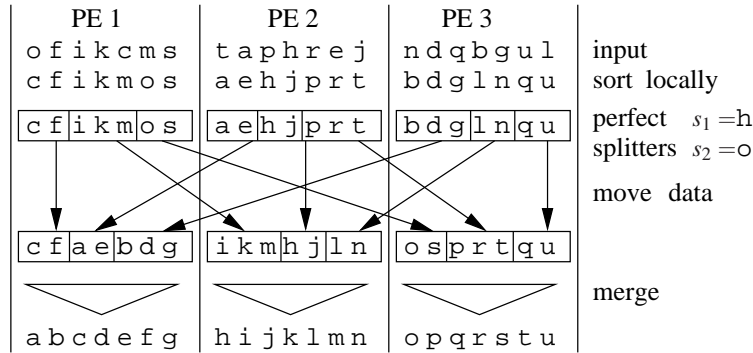 PE 1 PE 2 PE 3
o f i k c m s t a p h r e j n d q b g u l input
c f i k m o s a e h j p r t b d g l n q u sort locally
c f i k m o s a e h j p r t b d g l n q u perfect s₁ = h
splitters s₂ = o
move data
c f a e b d g i k m h j l n o s p r t q u
merge
a b c d e f g h i j k l m n o p q r s t u